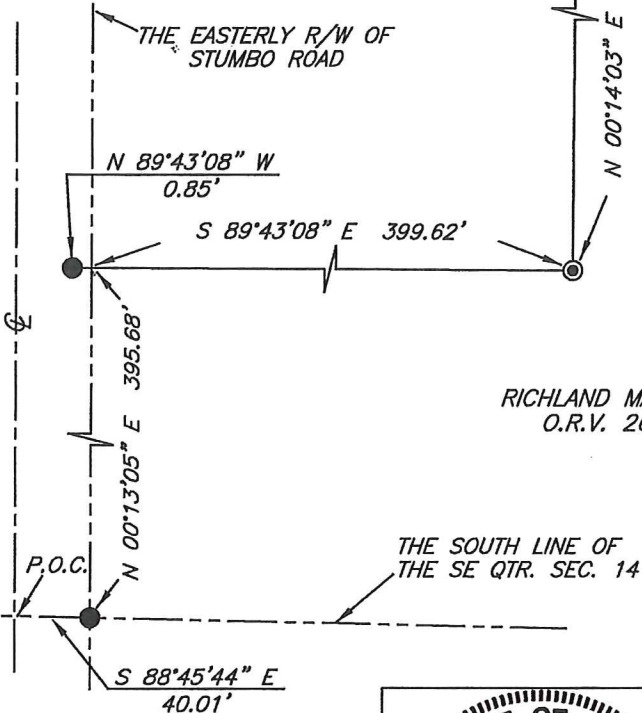 THE EASTERLY R/W OF
STUMBO ROAD
N 00°14'03" E
N 89°43'08" W
0.85'
S 89°43'08" E 399.62'
N 00°13'05" E 395.68'
RICHLAND
O.R.V.
P.O.C.
THE SOUTH LINE OF
THE SE QTR. SEC. 14
S 88°45'44" E
40.01'
OF